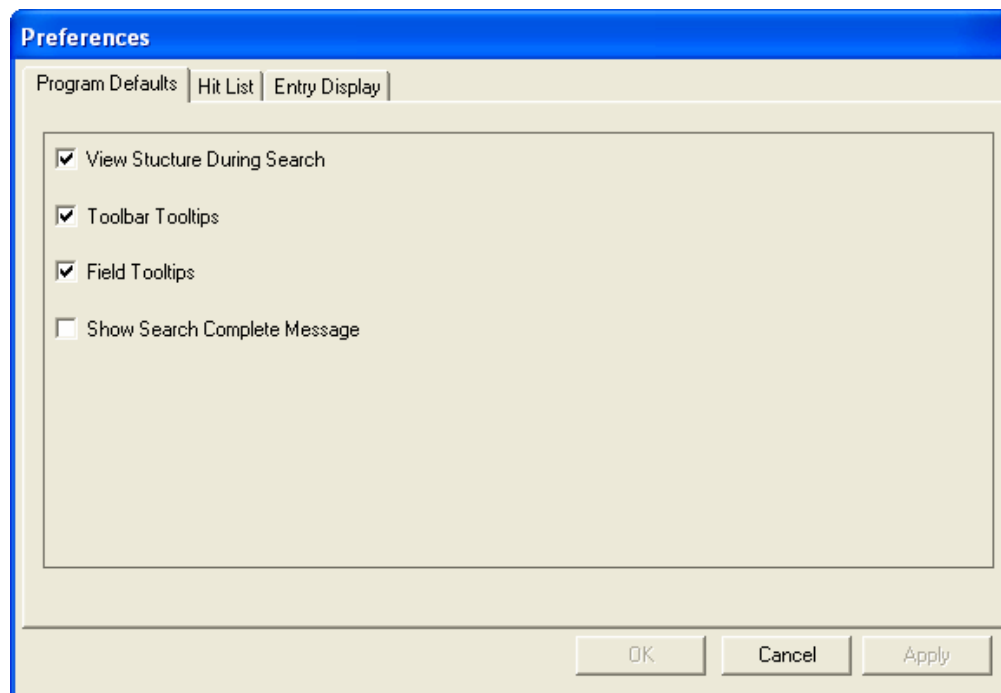 Preferences
Program Defaults Hit List Entry Display
View Stucture During Search
Toolbar Tooltips
Field Tooltips
Show Search Complete Message
OK Cancel Apply